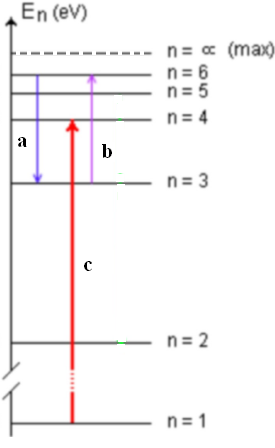 En (eV)
n = ∝ (max)
n = 6
n = 5
n = 4
a
b
n = 3
c
n = 2
n = 1